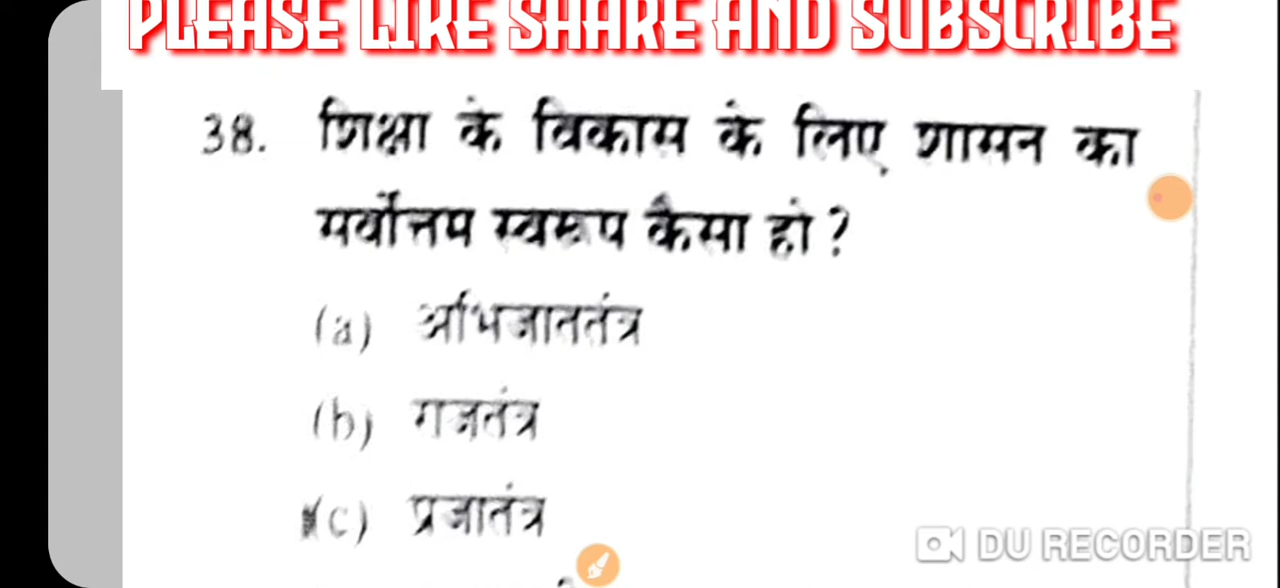 PLEASE LIKE SHARE AND SUBSCRIBE
38. शिक्षा के विकास के लिए शासन का
सर्वोत्तम स्वरूप कैसा हो?
(a) अभिजाततंत्र
(b) राजतंत्र
(c) प्रजातंत्र
DU RECORDER